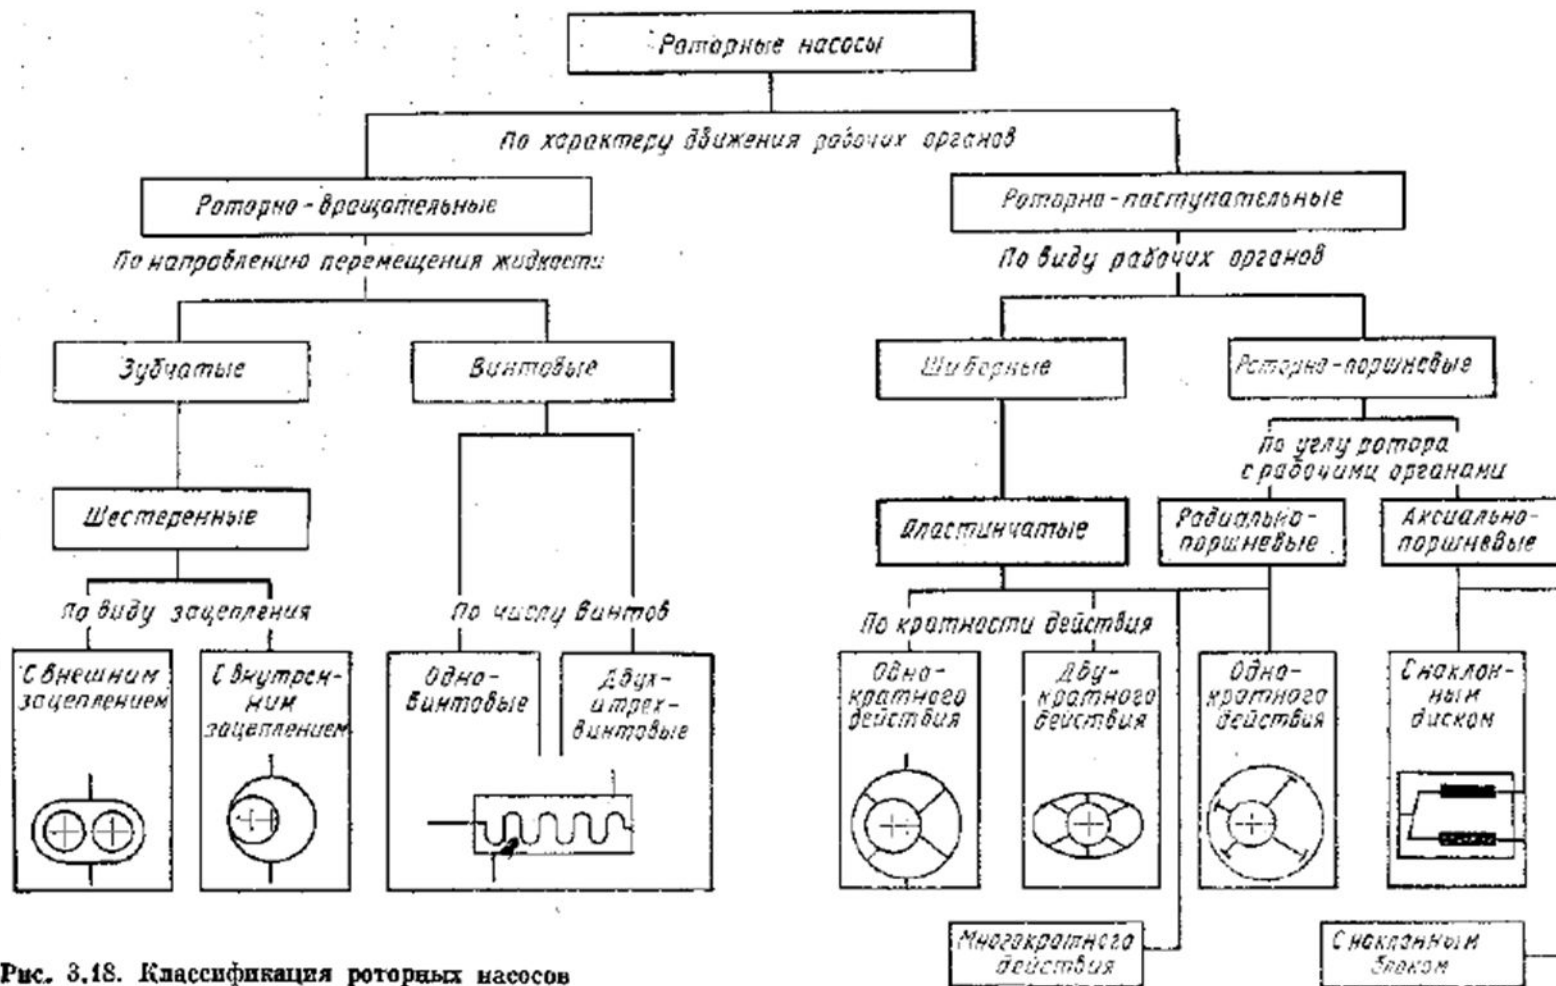 Роторные насосы
По характеру движения рабочих органов
Роторно-вращательные
Роторно-поступательные
По направлению перемещения жидкости
По виду рабочих органов
Зубчатые
Винтовые
Шиберные
Роторно-поршневые
По углу ротора
с рабочими органами
Шестеренные
Пластинчатые
Радиально-
поршневые
Аксиально-
поршневые
По виду зацепления
По числу винтов
По кратности действия
С внешним
зацеплением
С внутрен-
ним
зацеплением
Одно-
винтовые
Двух-
и трех-
винтовые
Одно-
кратного
действия
Дву-
кратного
действия
Одно-
кратного
действия
С наклон-
ным
диском
Многократного
действия
С наклонным
блоком
Рис. 3.18. Классификация роторных насосов